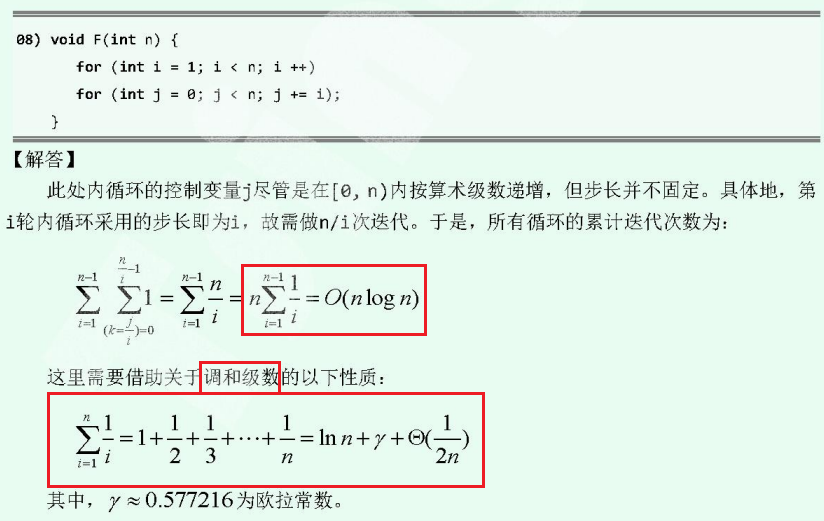 08) void F(int n) {
for (int i = 1; i < n; i ++)
for (int j = 0; j < n; j += i);
}
【解答】
此处内循环的控制变量j尽管是在[0, n)内按算术级数递增，但步长并不固定。具体地，第
i轮内循环采用的步长即为i，故需做n/i次迭代。于是，所有循环的累计迭代次数为：
\sum_{i=1}^{n-1} \sum_{(k=\frac{j}{i})=0}^{\frac{n}{i}-1} 1 = \sum_{i=1}^{n-1} \frac{n}{i} = n \sum_{i=1}^{n-1} \frac{1}{i} = O(n \log n)
这里需要借助关于调和级数的以下性质：
\sum_{i=1}^{n} \frac{1}{i} = 1 + \frac{1}{2} + \frac{1}{3} + \cdots + \frac{1}{n} = \ln n + γ + Θ(\frac{1}{2n})
其中，γ ≈ 0.577216为欧拉常数。